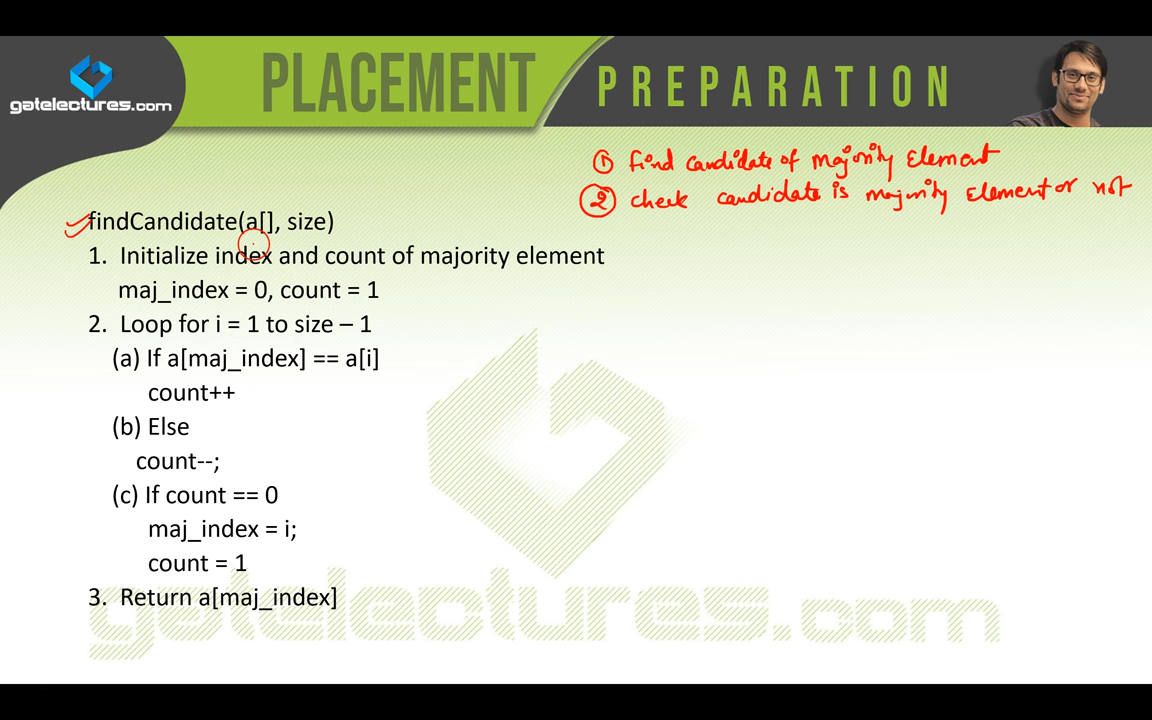 gatelectures.com
PLACEMENT PREPARATION
① find candidate of majority Element
② check candidate is majority Element or not
findCandidate(a[], size)
1. Initialize index and count of majority element
maj_index = 0, count = 1
2. Loop for i = 1 to size – 1
(a) If a[maj_index] == a[i]
count++
(b) Else
count--;
(c) If count == 0
maj_index = i;
count = 1
3. Return a[maj_index]
gatelectures.com